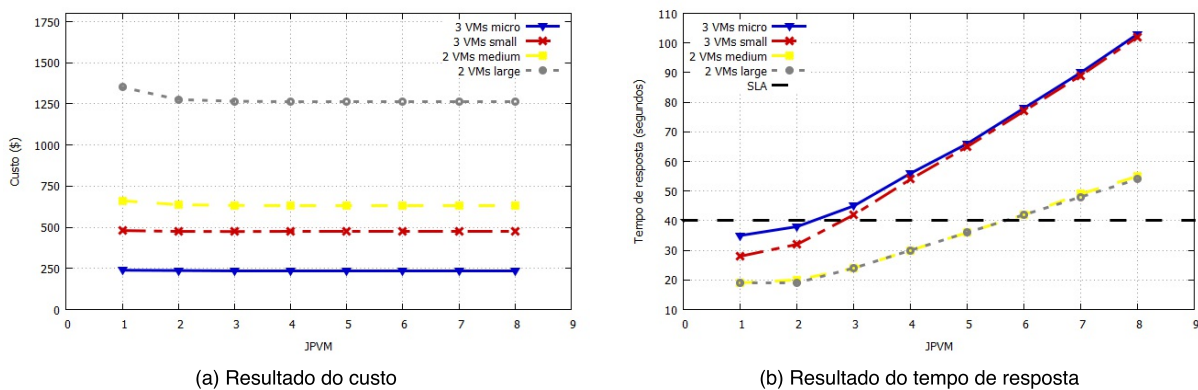 1750
1500
1250
1000
750
500
250
0
Custo ($)
3 VMs micro
3 VMs small
2 VMs medium
2 VMs large
0 1 2 3 4 5 6 7 8 9
JPVM
(a) Resultado do custo
110
100
90
80
70
60
50
40
30
20
10
Tempo de resposta (segundos)
3 VMs micro
3 VMs small
2 VMs medium
2 VMs large
SLA
0 1 2 3 4 5 6 7 8 9
JPVM
(b) Resultado do tempo de resposta